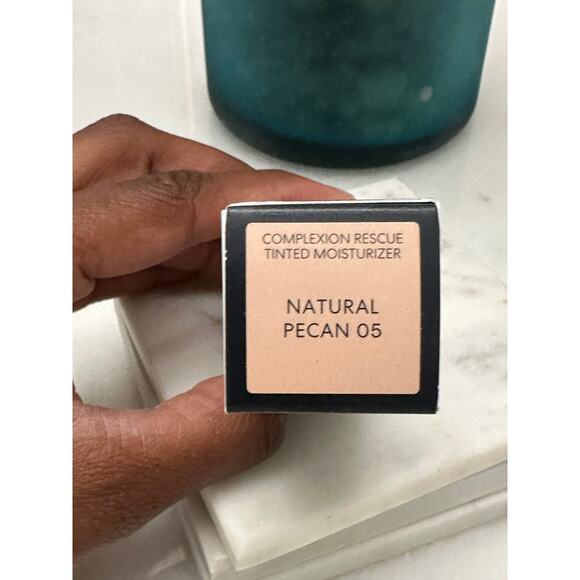 COMPLEXION RESCUE
TINTED MOISTURIZER
NATURAL
PECAN 05